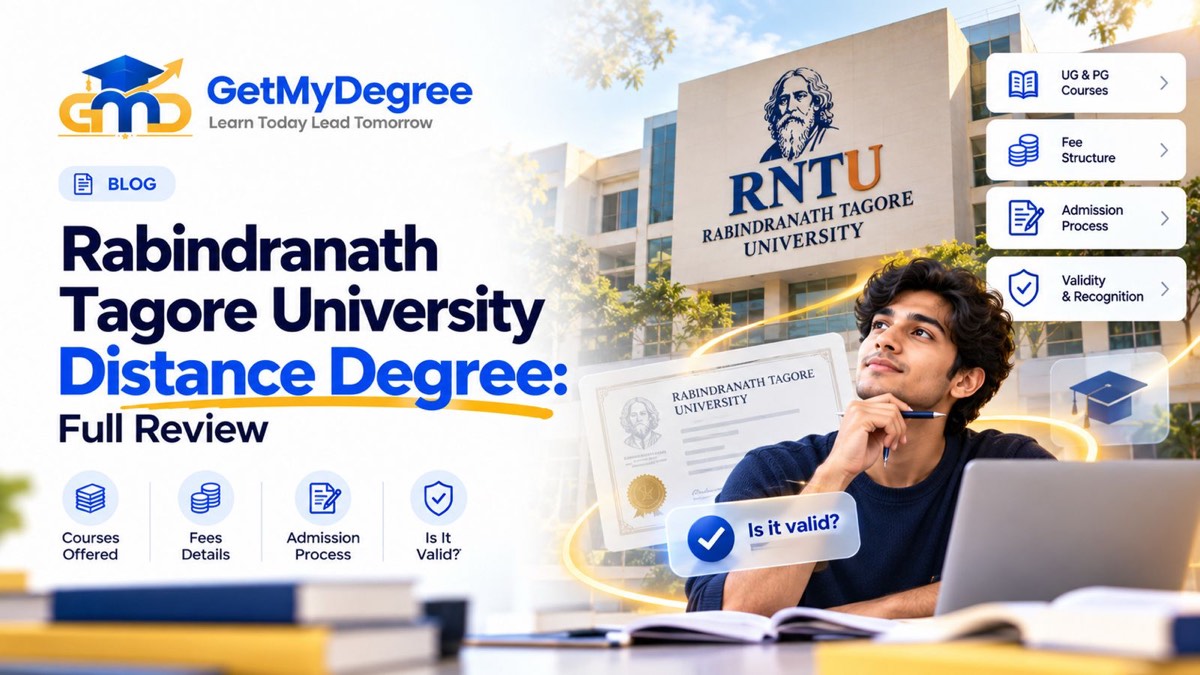 GMD
GetMyDegree
Learn Today Lead Tomorrow
BLOG
Rabindranath
Tagore University
Distance Degree:
Full Review
Courses
Offered
Fees
Details
Admission
Process
Is It
Valid?
RNTU
RABINDRANATH TAGORE
UNIVERSITY
UG & PG
Courses
Fee
Structure
Admission
Process
Validity
& Recognition
RABINDRANATH TAGORE
UNIVERSITY
Is it valid?